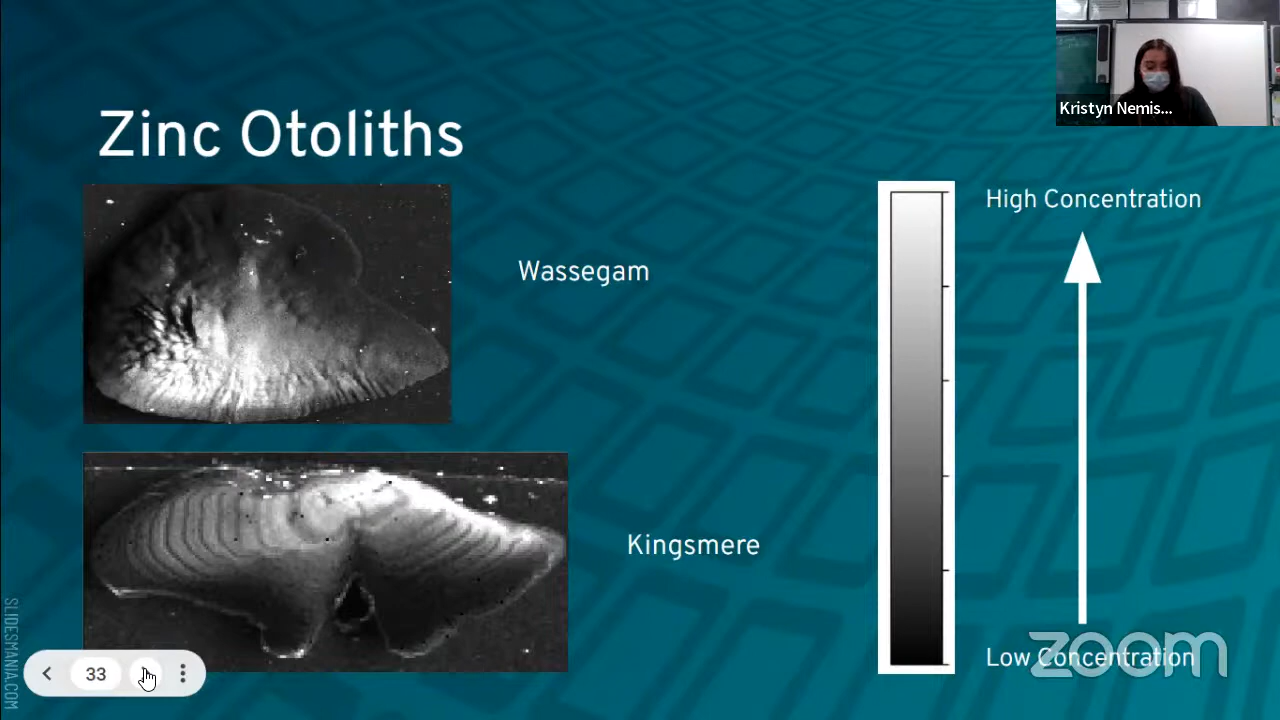 Kristyn Nemis...
Zinc Otoliths
High Concentration
Wassegam
Kingsmere
Low Concentration
zoom
33
SLIDESMANIA.COM